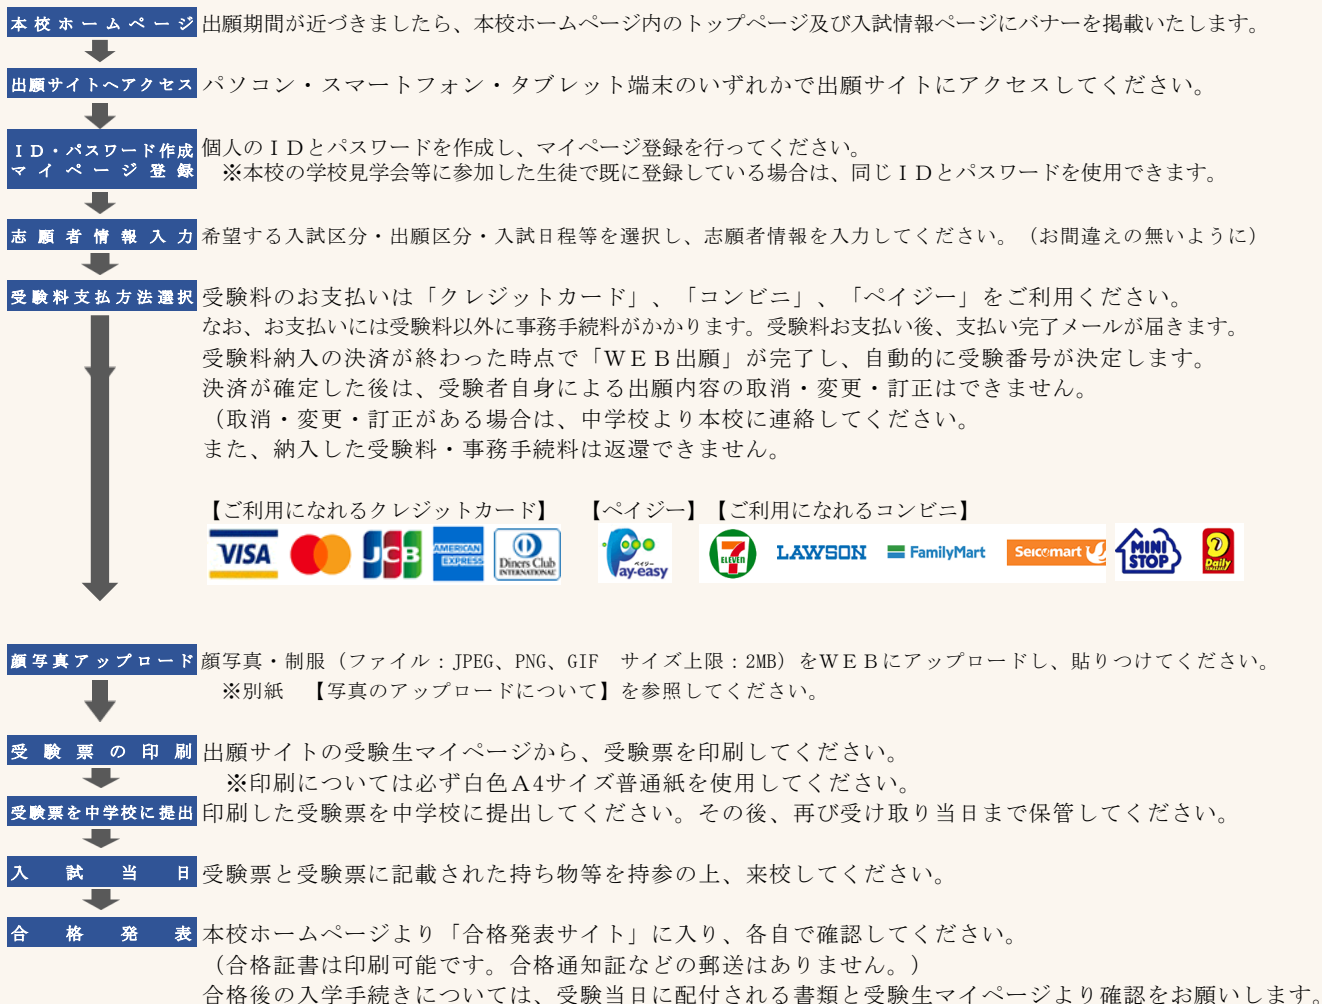 本校ホームページ 出願期間が近づきましたら、本校ホームページ内のトップページ及び入試情報ページにバナーを掲載いたします。
出願サイトへアクセス パソコン・スマートフォン・タブレット端末のいずれかで出願サイトにアクセスしてください。
ＩＤ・パスワード作成
マイページ登録
個人のＩＤとパスワードを作成し、マイページ登録を行ってください。
※本校の学校見学会等に参加した生徒で既に登録している場合は、同じＩＤとパスワードを使用できます。
志願者情報入力 希望する入試区分・出願区分・入試日程等を選択し、志願者情報を入力してください。（お間違えの無いように）
受験料支払方法選択 受験料のお支払いは「クレジットカード」、「コンビニ」、「ペイジー」をご利用ください。
なお、お支払いには受験料以外に事務手続料がかかります。受験料お支払い後、支払い完了メールが届きます。
受験料納入の決済が終わった時点で「ＷＥＢ出願」が完了し、自動的に受験番号が決定します。
決済が確定した後は、受験者自身による出願内容の取消・変更・訂正はできません。
（取消・変更・訂正がある場合は、中学校より本校に連絡してください。
また、納入した受験料・事務手続料は返還できません。
【ご利用になれるクレジットカード】 【ペイジー】 【ご利用になれるコンビニ】
VISA JCB AMERICAN EXPRESS Diners Club INTERNATIONAL ペイジー Pay-easy 7 ELEVEN LAWSON FamilyMart Seicomart MINI STOP Daily YAMAZAKI
顔写真アップロード 顔写真・制服（ファイル：JPEG、PNG、GIF　サイズ上限：2MB）をＷＥＢにアップロードし、貼りつけてください。
※別紙　【写真のアップロードについて】を参照してください。
受験票の印刷 出願サイトの受験生マイページから、受験票を印刷してください。
※印刷については必ず白色Ａ4サイズ普通紙を使用してください。
受験票を中学校に提出 印刷した受験票を中学校に提出してください。その後、再び受け取り当日まで保管してください。
入試当日 受験票と受験票に記載された持ち物等を持参の上、来校してください。
合格発表 本校ホームページより「合格発表サイト」に入り、各自で確認してください。
（合格証書は印刷可能です。合格通知証などの郵送はありません。）
合格後の入学手続きについては、受験当日に配付される書類と受験生マイページより確認をお願いします。